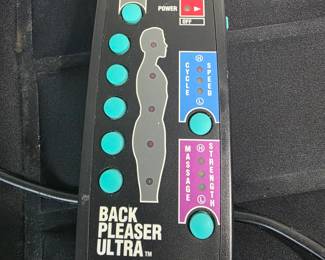 POWER
OFF
H
CYCLE
SPEED
L
H
MASSAGE
STRENGTH
L
BACK
PLEASER
ULTRA™